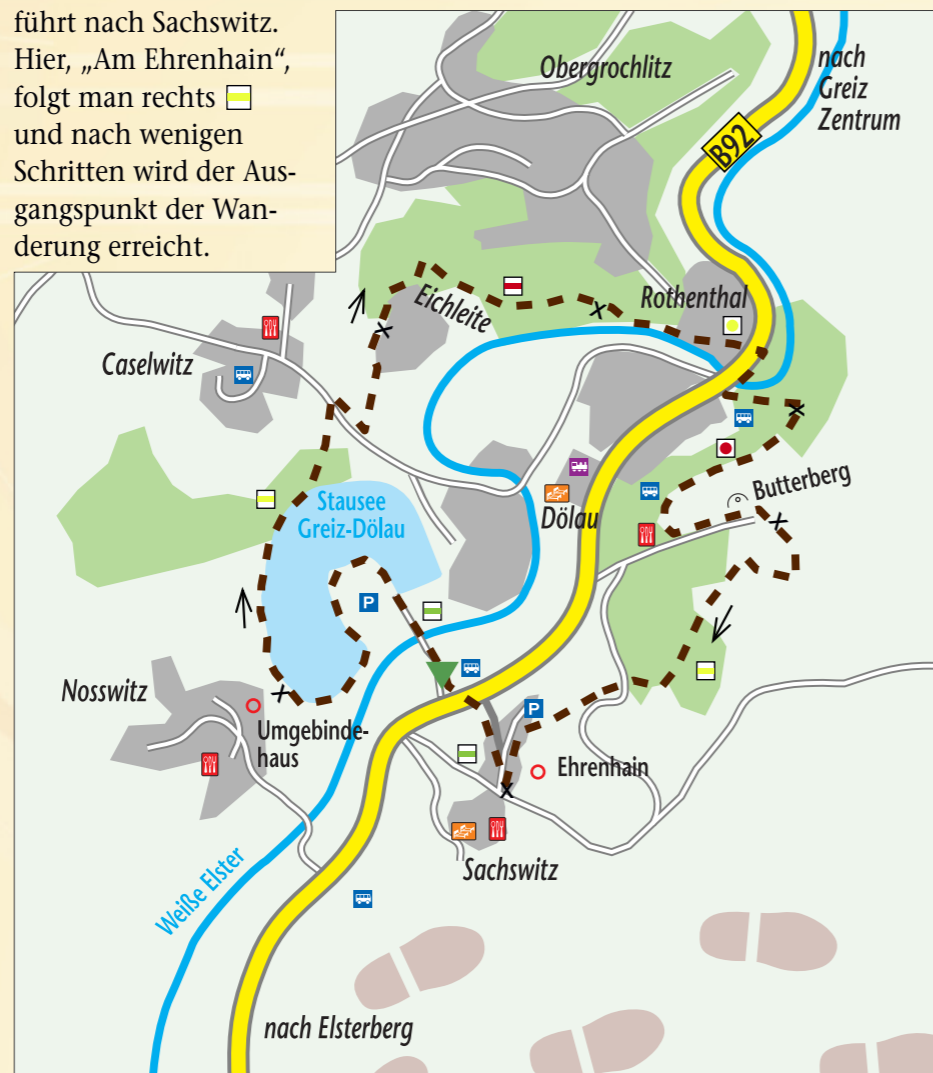 führt nach Sachswitz.
Hier, „Am Ehrenhain“,
folgt man rechts
und nach wenigen
Schritten wird der Aus-
gangspunkt der Wan-
derung erreicht.
Obergrochlitz
nach
Greiz
Zentrum
B92
Eichleite
Rothenthal
Caselwitz
Stausee
Greiz-Dölau
Dölau
Butterberg
P
Nosswitz
Umgebinde-
haus
P
Ehrenhain
Sachswitz
Weiße Elster
nach Elsterberg